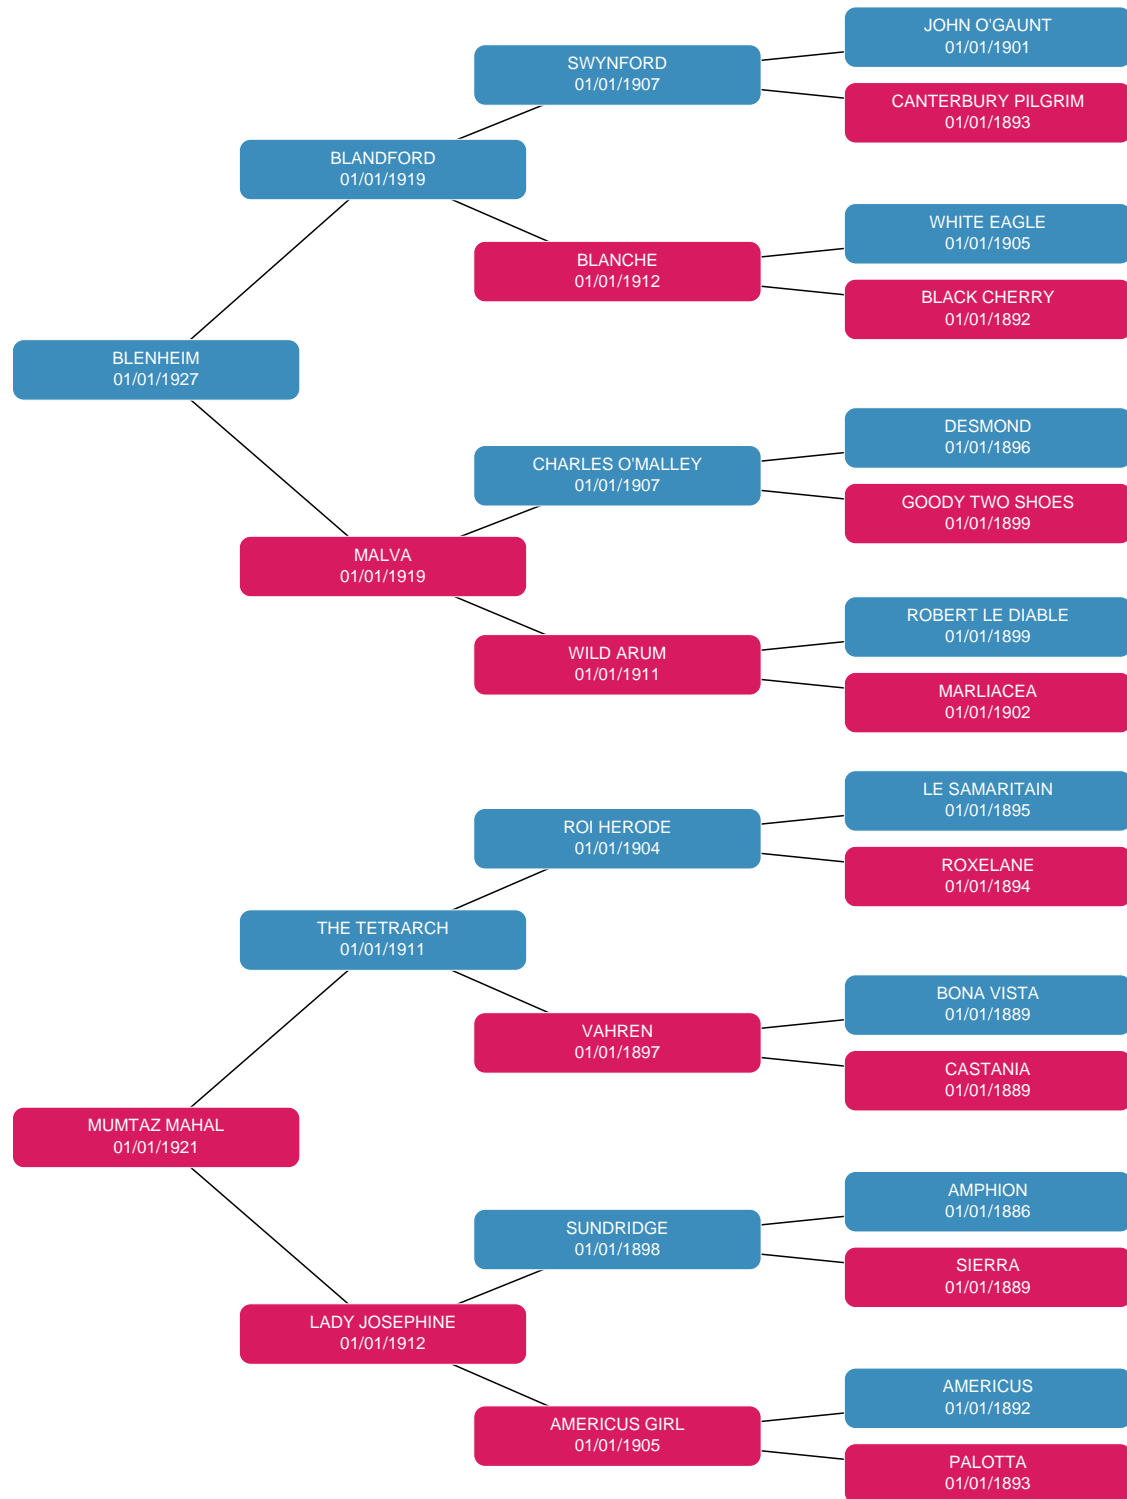 JOHN O'GAUNT
01/01/1901
SWYNFORD
01/01/1907
CANTERBURY PILGRIM
01/01/1893
BLANDFORD
01/01/1919
WHITE EAGLE
01/01/1905
BLANCHE
01/01/1912
BLACK CHERRY
01/01/1892
BLENHEIM
01/01/1927
DESMOND
01/01/1896
CHARLES O'MALLEY
01/01/1907
GOODY TWO SHOES
01/01/1899
MALVA
01/01/1919
ROBERT LE DIABLE
01/01/1899
WILD ARUM
01/01/1911
MARLIACEA
01/01/1902
LE SAMARITAIN
01/01/1895
ROI HERODE
01/01/1904
ROXELANE
01/01/1894
THE TETRARCH
01/01/1911
BONA VISTA
01/01/1889
VAHREN
01/01/1897
CASTANIA
01/01/1889
MUMTAZ MAHAL
01/01/1921
AMPHION
01/01/1886
SUNDRIDGE
01/01/1898
SIERRA
01/01/1889
LADY JOSEPHINE
01/01/1912
AMERICUS
01/01/1892
AMERICUS GIRL
01/01/1905
PALOTTA
01/01/1893